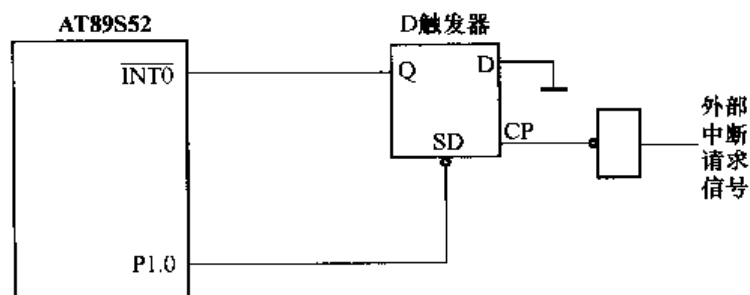 AT89S52
D触发器
INT0
Q
D
CP
SD
外部
中断
请求
信号
P1.0